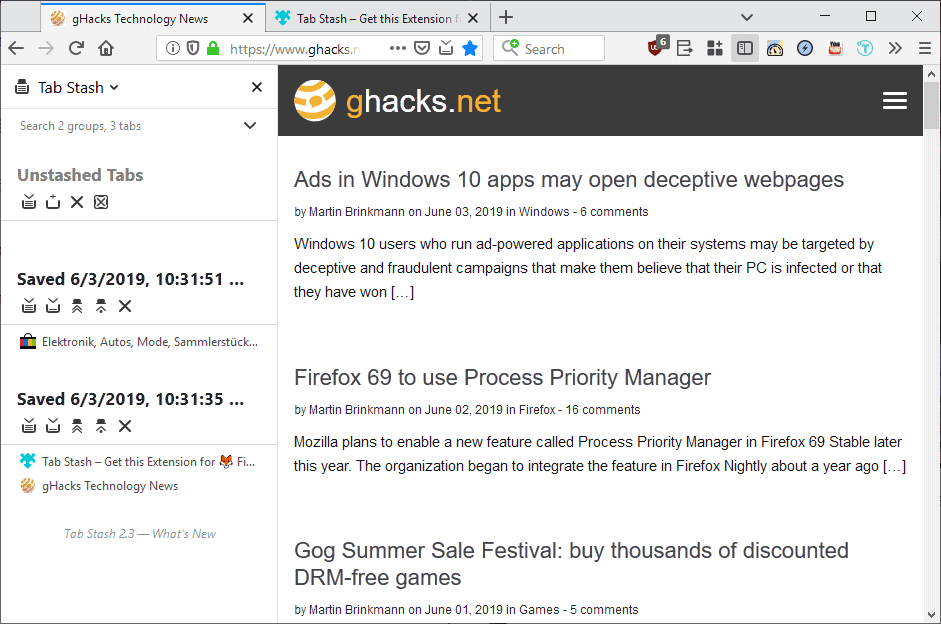 gHacks Technology News
Tab Stash – Get this Extension f
https://www.ghacks.n
Search
6
Tab Stash
Search 2 groups, 3 tabs
Unstashed Tabs
Saved 6/3/2019, 10:31:51 ...
Elektronik, Autos, Mode, Sammlerstück...
Saved 6/3/2019, 10:31:35 ...
Tab Stash – Get this Extension for 🦊 Fi...
gHacks Technology News
Tab Stash 2.3 — What's New
ghacks.net
Ads in Windows 10 apps may open deceptive webpages
by Martin Brinkmann on June 03, 2019 in Windows - 6 comments
Windows 10 users who run ad-powered applications on their systems may be targeted by
deceptive and fraudulent campaigns that make them believe that their PC is infected or that
they have won […]
Firefox 69 to use Process Priority Manager
by Martin Brinkmann on June 02, 2019 in Firefox - 16 comments
Mozilla plans to enable a new feature called Process Priority Manager in Firefox 69 Stable later
this year. The organization began to integrate the feature in Firefox Nightly about a year ago […]
Gog Summer Sale Festival: buy thousands of discounted
DRM-free games
by Martin Brinkmann on June 01, 2019 in Games - 5 comments